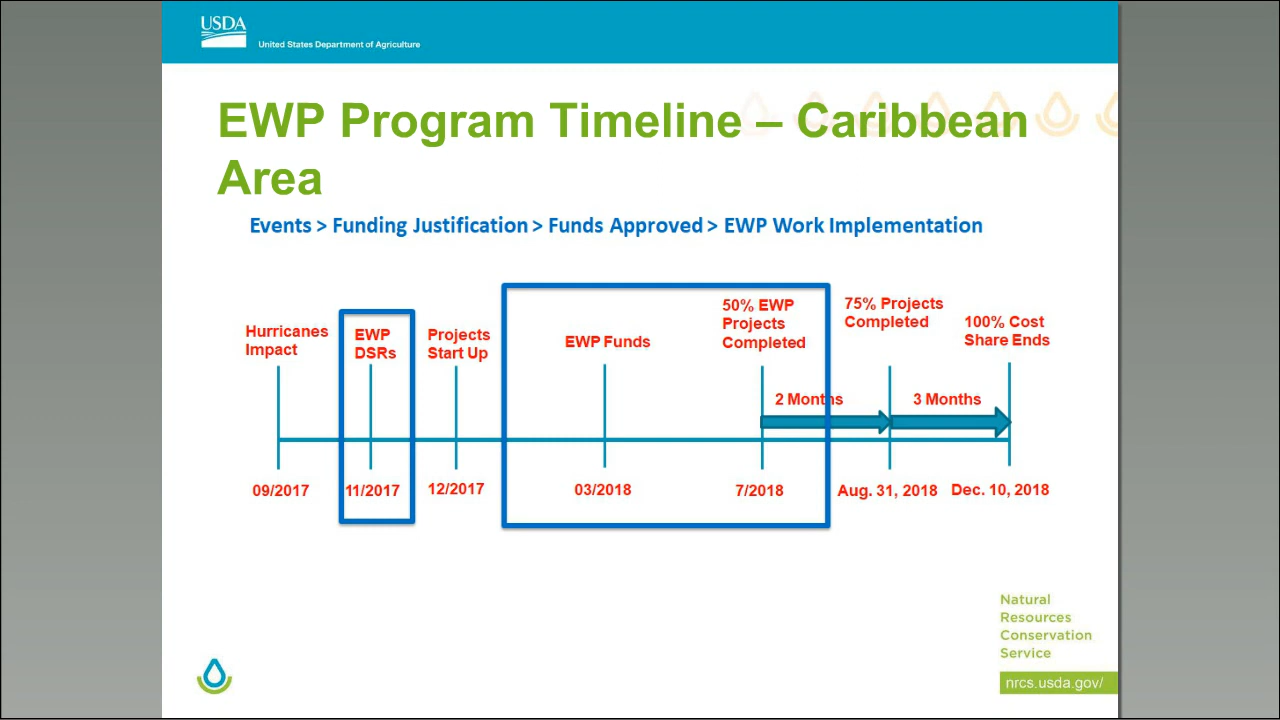 USDA
United States Department of Agriculture
EWP Program Timeline – Caribbean
Area
Events > Funding Justification > Funds Approved > EWP Work Implementation
Hurricanes
Impact
EWP
DSRs
Projects
Start Up
EWP Funds
50% EWP
Projects
Completed
75% Projects
Completed
100% Cost
Share Ends
2 Months
3 Months
09/2017
11/2017
12/2017
03/2018
7/2018
Aug. 31, 2018
Dec. 10, 2018
Natural
Resources
Conservation
Service
nrcs.usda.gov/